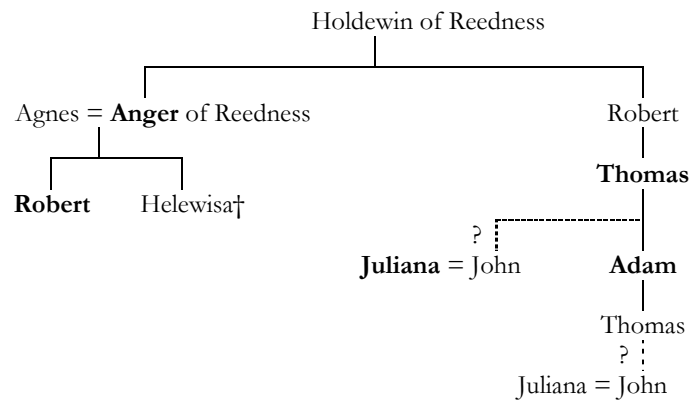 Holdewin of Reedness
Agnes = Anger of Reedness Robert
Thomas
Robert Helewisa†
?
Juliana = John Adam
Thomas
?
Juliana = John